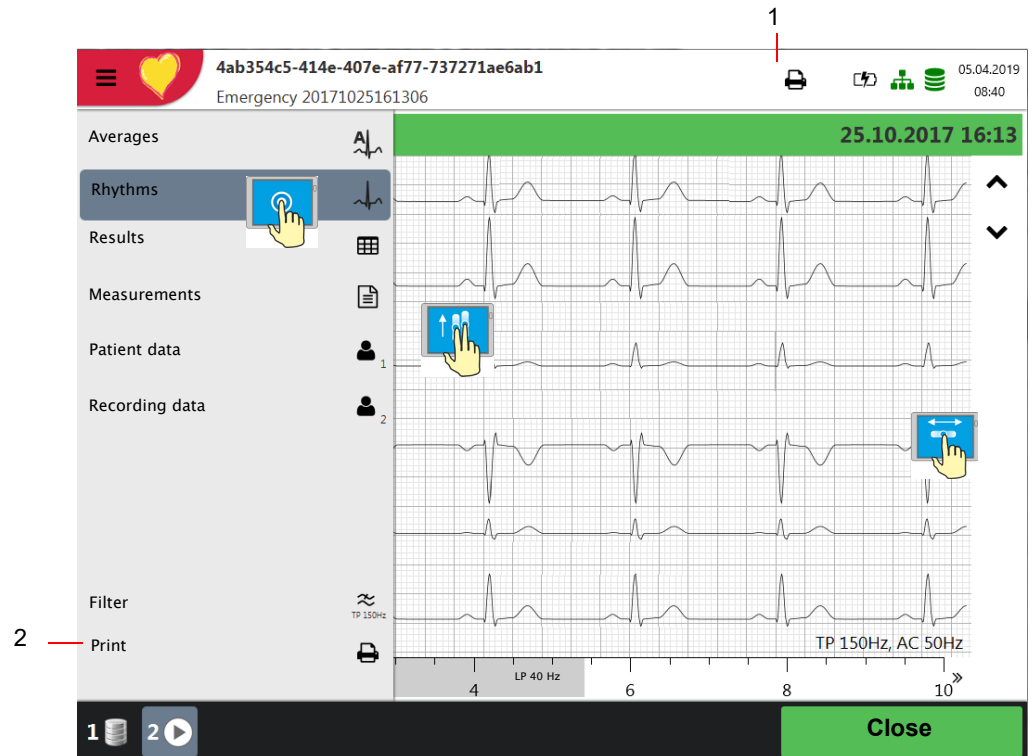 1
4ab354c5-414e-407e-af77-737271ae6ab1
Emergency 20171025161306
05.04.2019
08:40
25.10.2017 16:13
Averages
A
Rhythms
Results
Measurements
Patient data
1
Recording data
2
Filter
TP 150Hz
2
Print
TP 150Hz, AC 50Hz
LP 40 Hz
4 6 8 10
1 2
Close